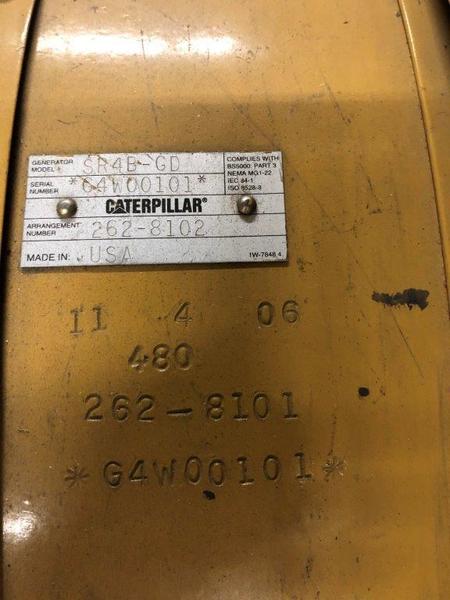 GENERATOR MODEL # SR4B-GD
SERIAL NUMBER *G4W00101*
COMPLIES WITH:
BS5000, PART 3
NEMA MG1-22
IEC 84-1
ISO 8528-3
CATERPILLAR®
ARRANGEMENT NUMBER 262-8102
MADE IN: USA
1W-7848 4
11 4 06
480
262-8101
*G4W00101*